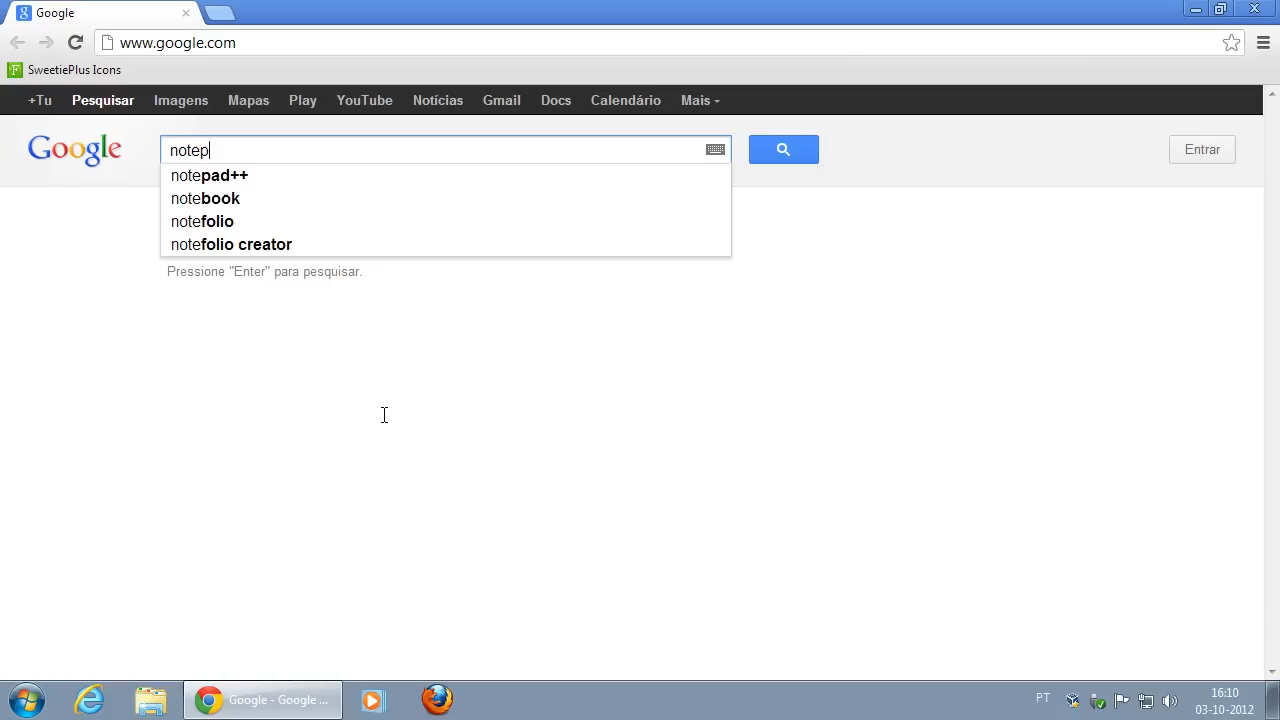 Google
www.google.com
SweetiePlus Icons
+Tu Pesquisar Imagens Mapas Play YouTube Notícias Gmail Docs Calendário Mais
Google notep Entrar
notepad++
notebook
notefolio
notefolio creator
Pressione "Enter" para pesquisar.
Google - Google ... PT 16:10
03-10-2012